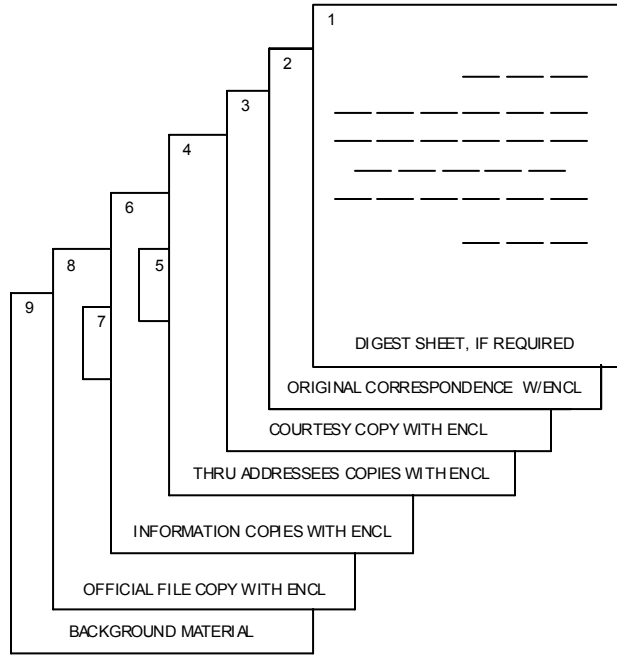 1
2
3
4
6
5
8
7
9
DIGEST SHEET, IF REQUIRED
ORIGINAL CORRESPONDENCE W/ENCL
COURTESY COPY WITH ENCL
THRU ADDRESSEES COPIES WITH ENCL
INFORMATION COPIES WITH ENCL
OFFICIAL FILE COPY WITH ENCL
BACKGROUND MATERIAL